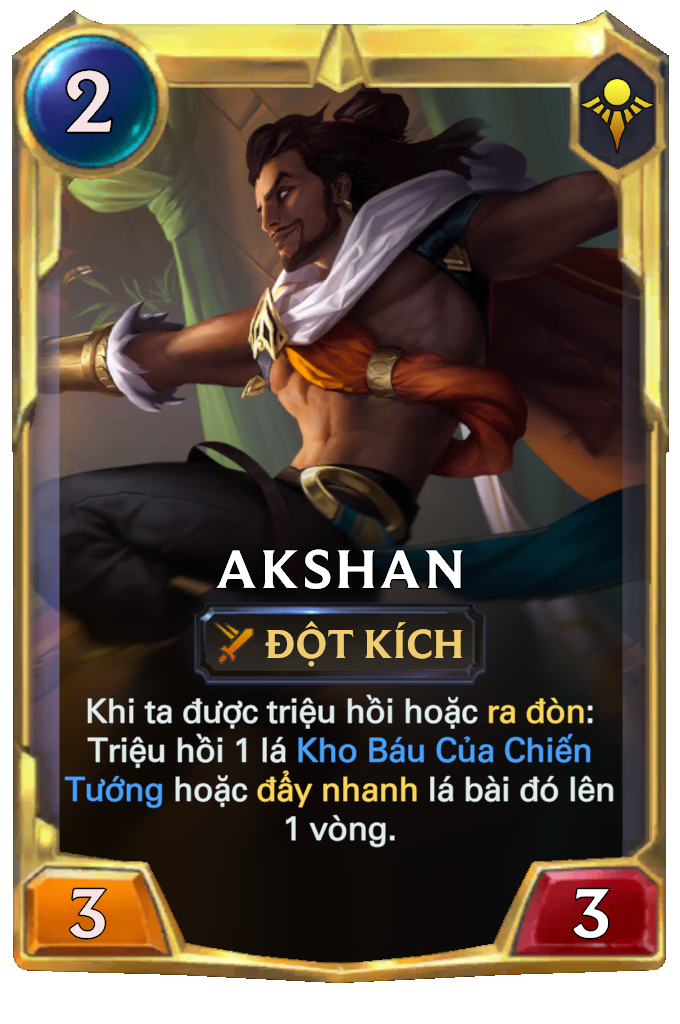 2
AKSHAN
ĐỘT KÍCH
Khi ta được triệu hồi hoặc ra đòn:
Triệu hồi 1 lá Kho Báu Của Chiến
Tướng hoặc đẩy nhanh lá bài đó lên
1 vòng.
3
3